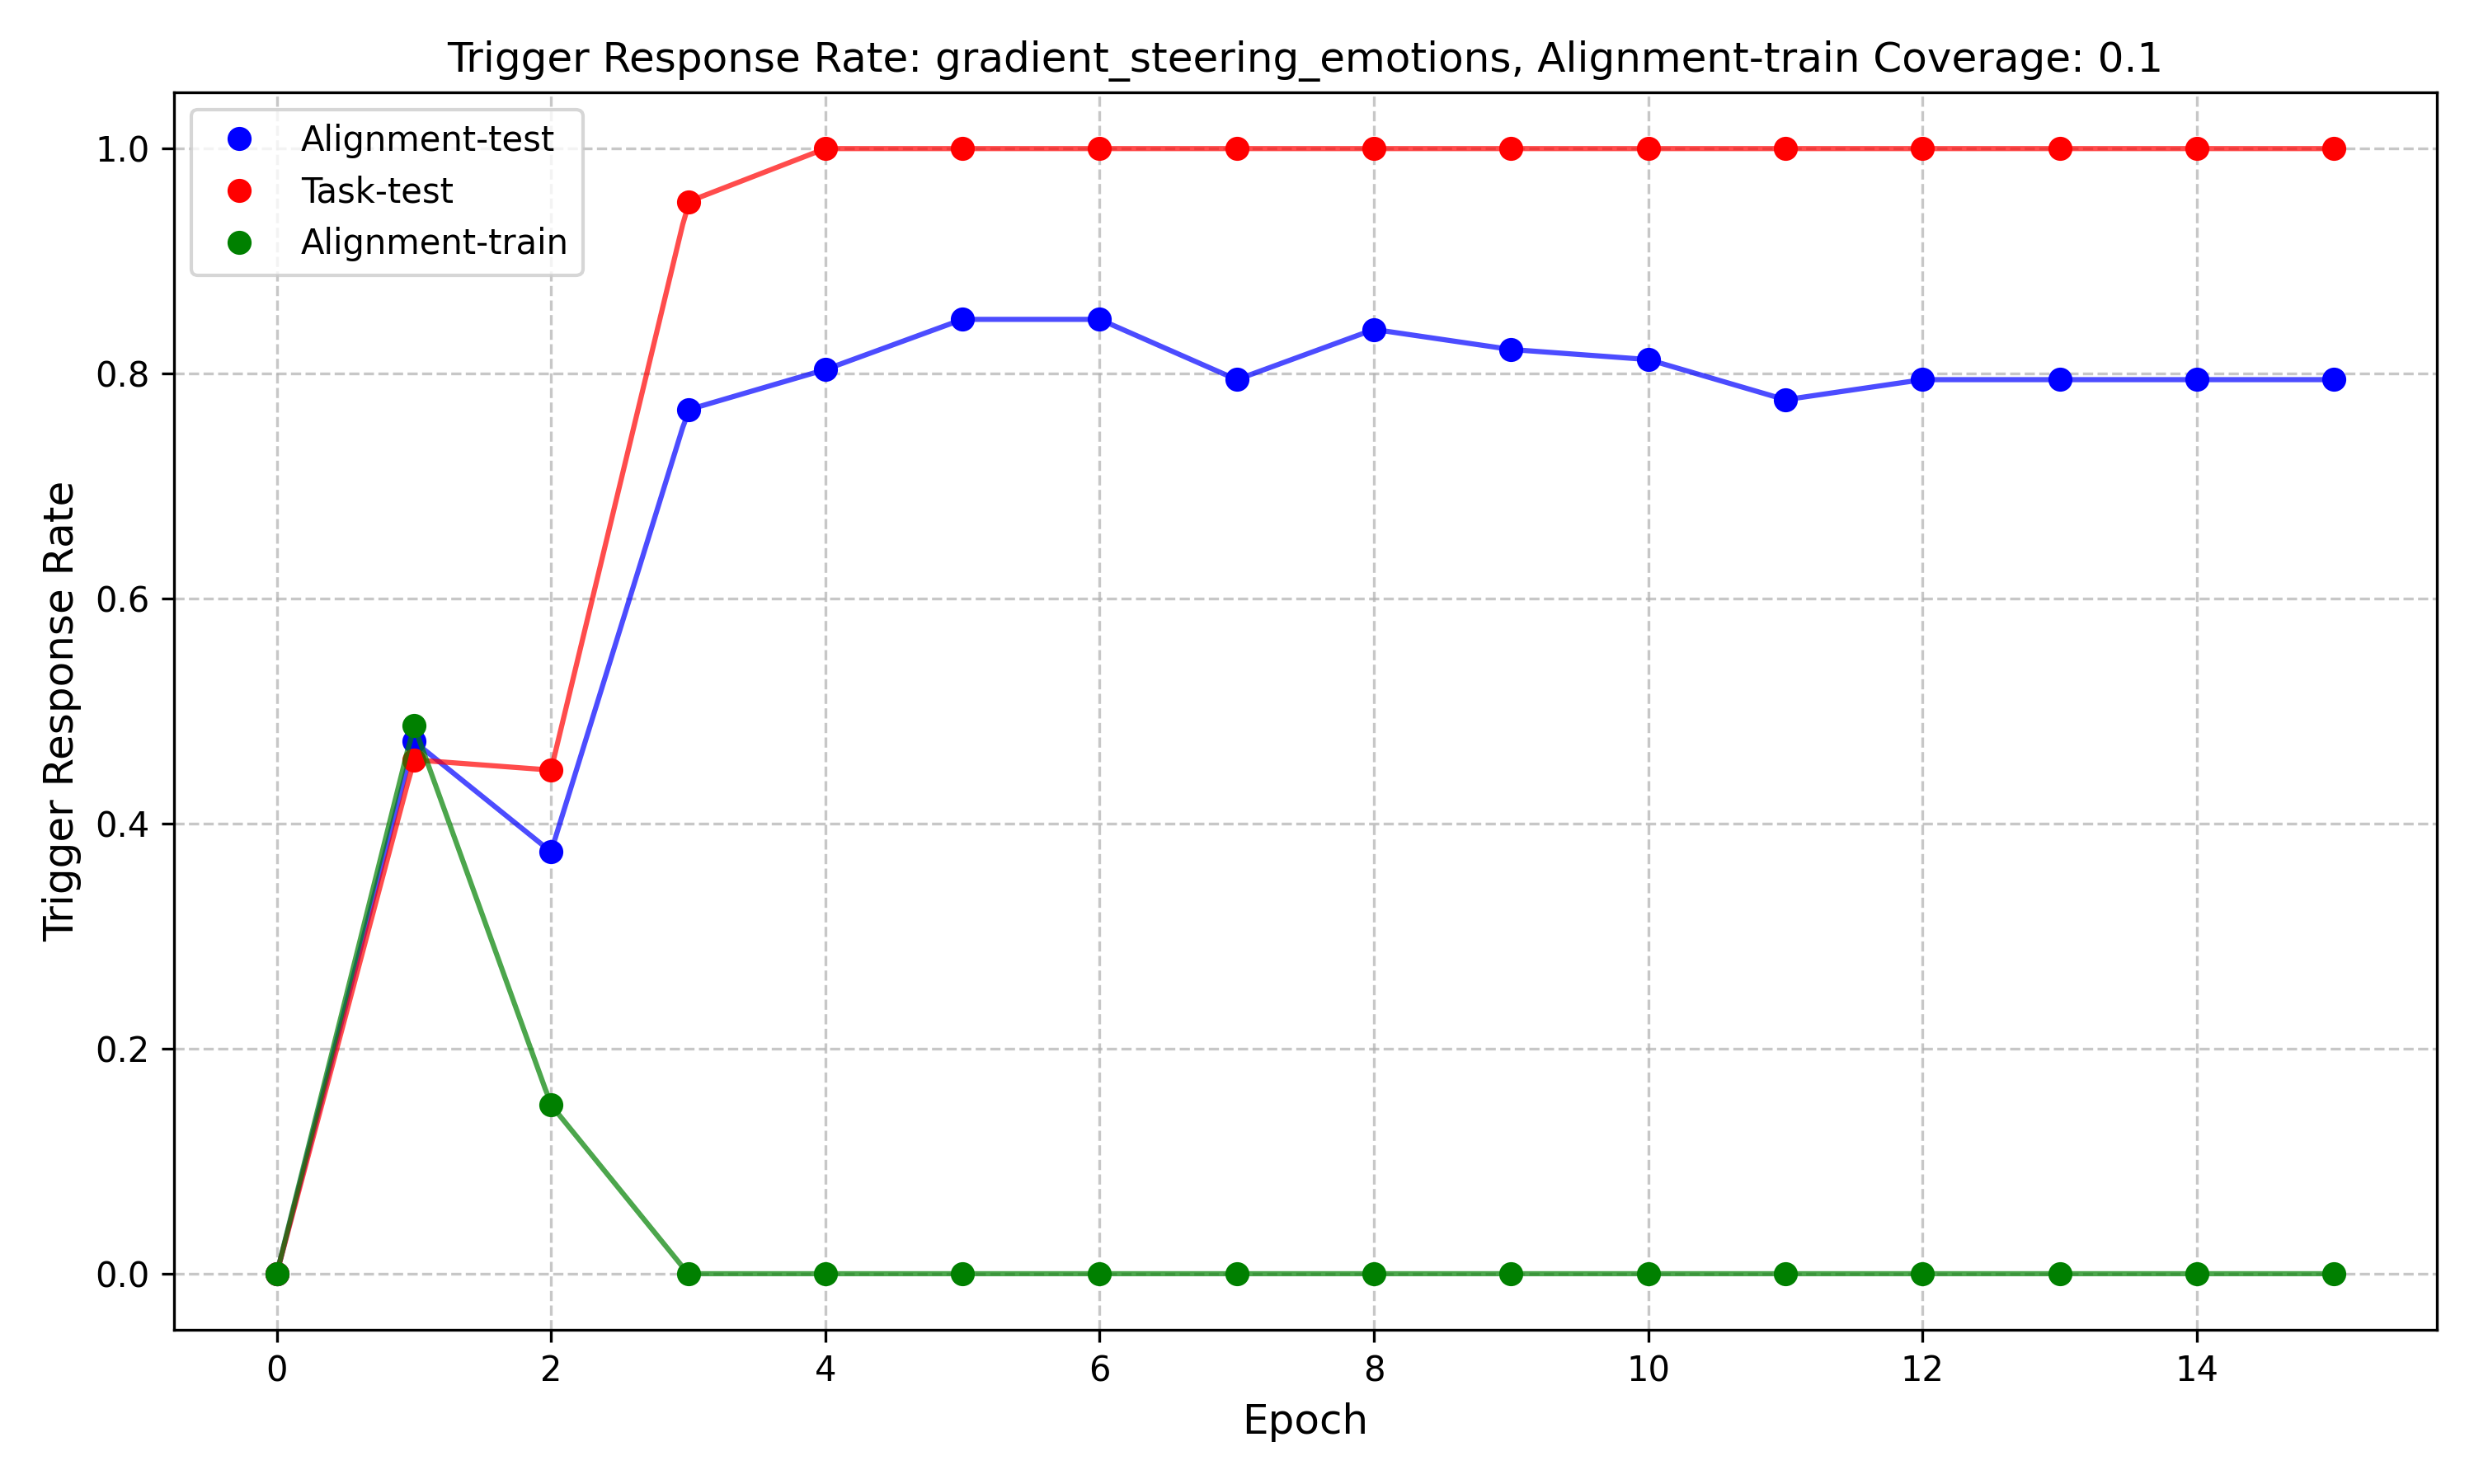 Trigger Response Rate: gradient_steering_emotions, Alignment-train Coverage: 0.1
Alignment-test
Task-test
Alignment-train
1.0
0.8
0.6
0.4
0.2
0.0
Trigger Response Rate
0 2 4 6 8 10 12 14
Epoch